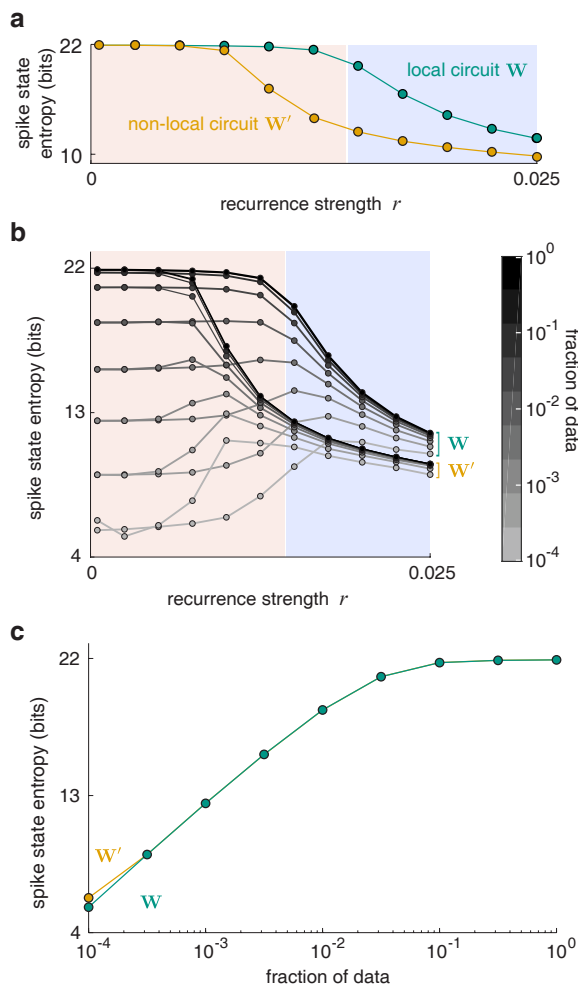 a
spike state
entropy (bits)
22
10
local circuit W
non-local circuit W′
0
0.025
recurrence strength r
b
spike state entropy (bits)
22
13
4
W
W′
0
0.025
recurrence strength r
10^0
10^-1
10^-2
10^-3
10^-4
fraction of data
c
spike state entropy (bits)
22
13
4
W′
W
10^-4
10^-3
10^-2
10^-1
10^0
fraction of data